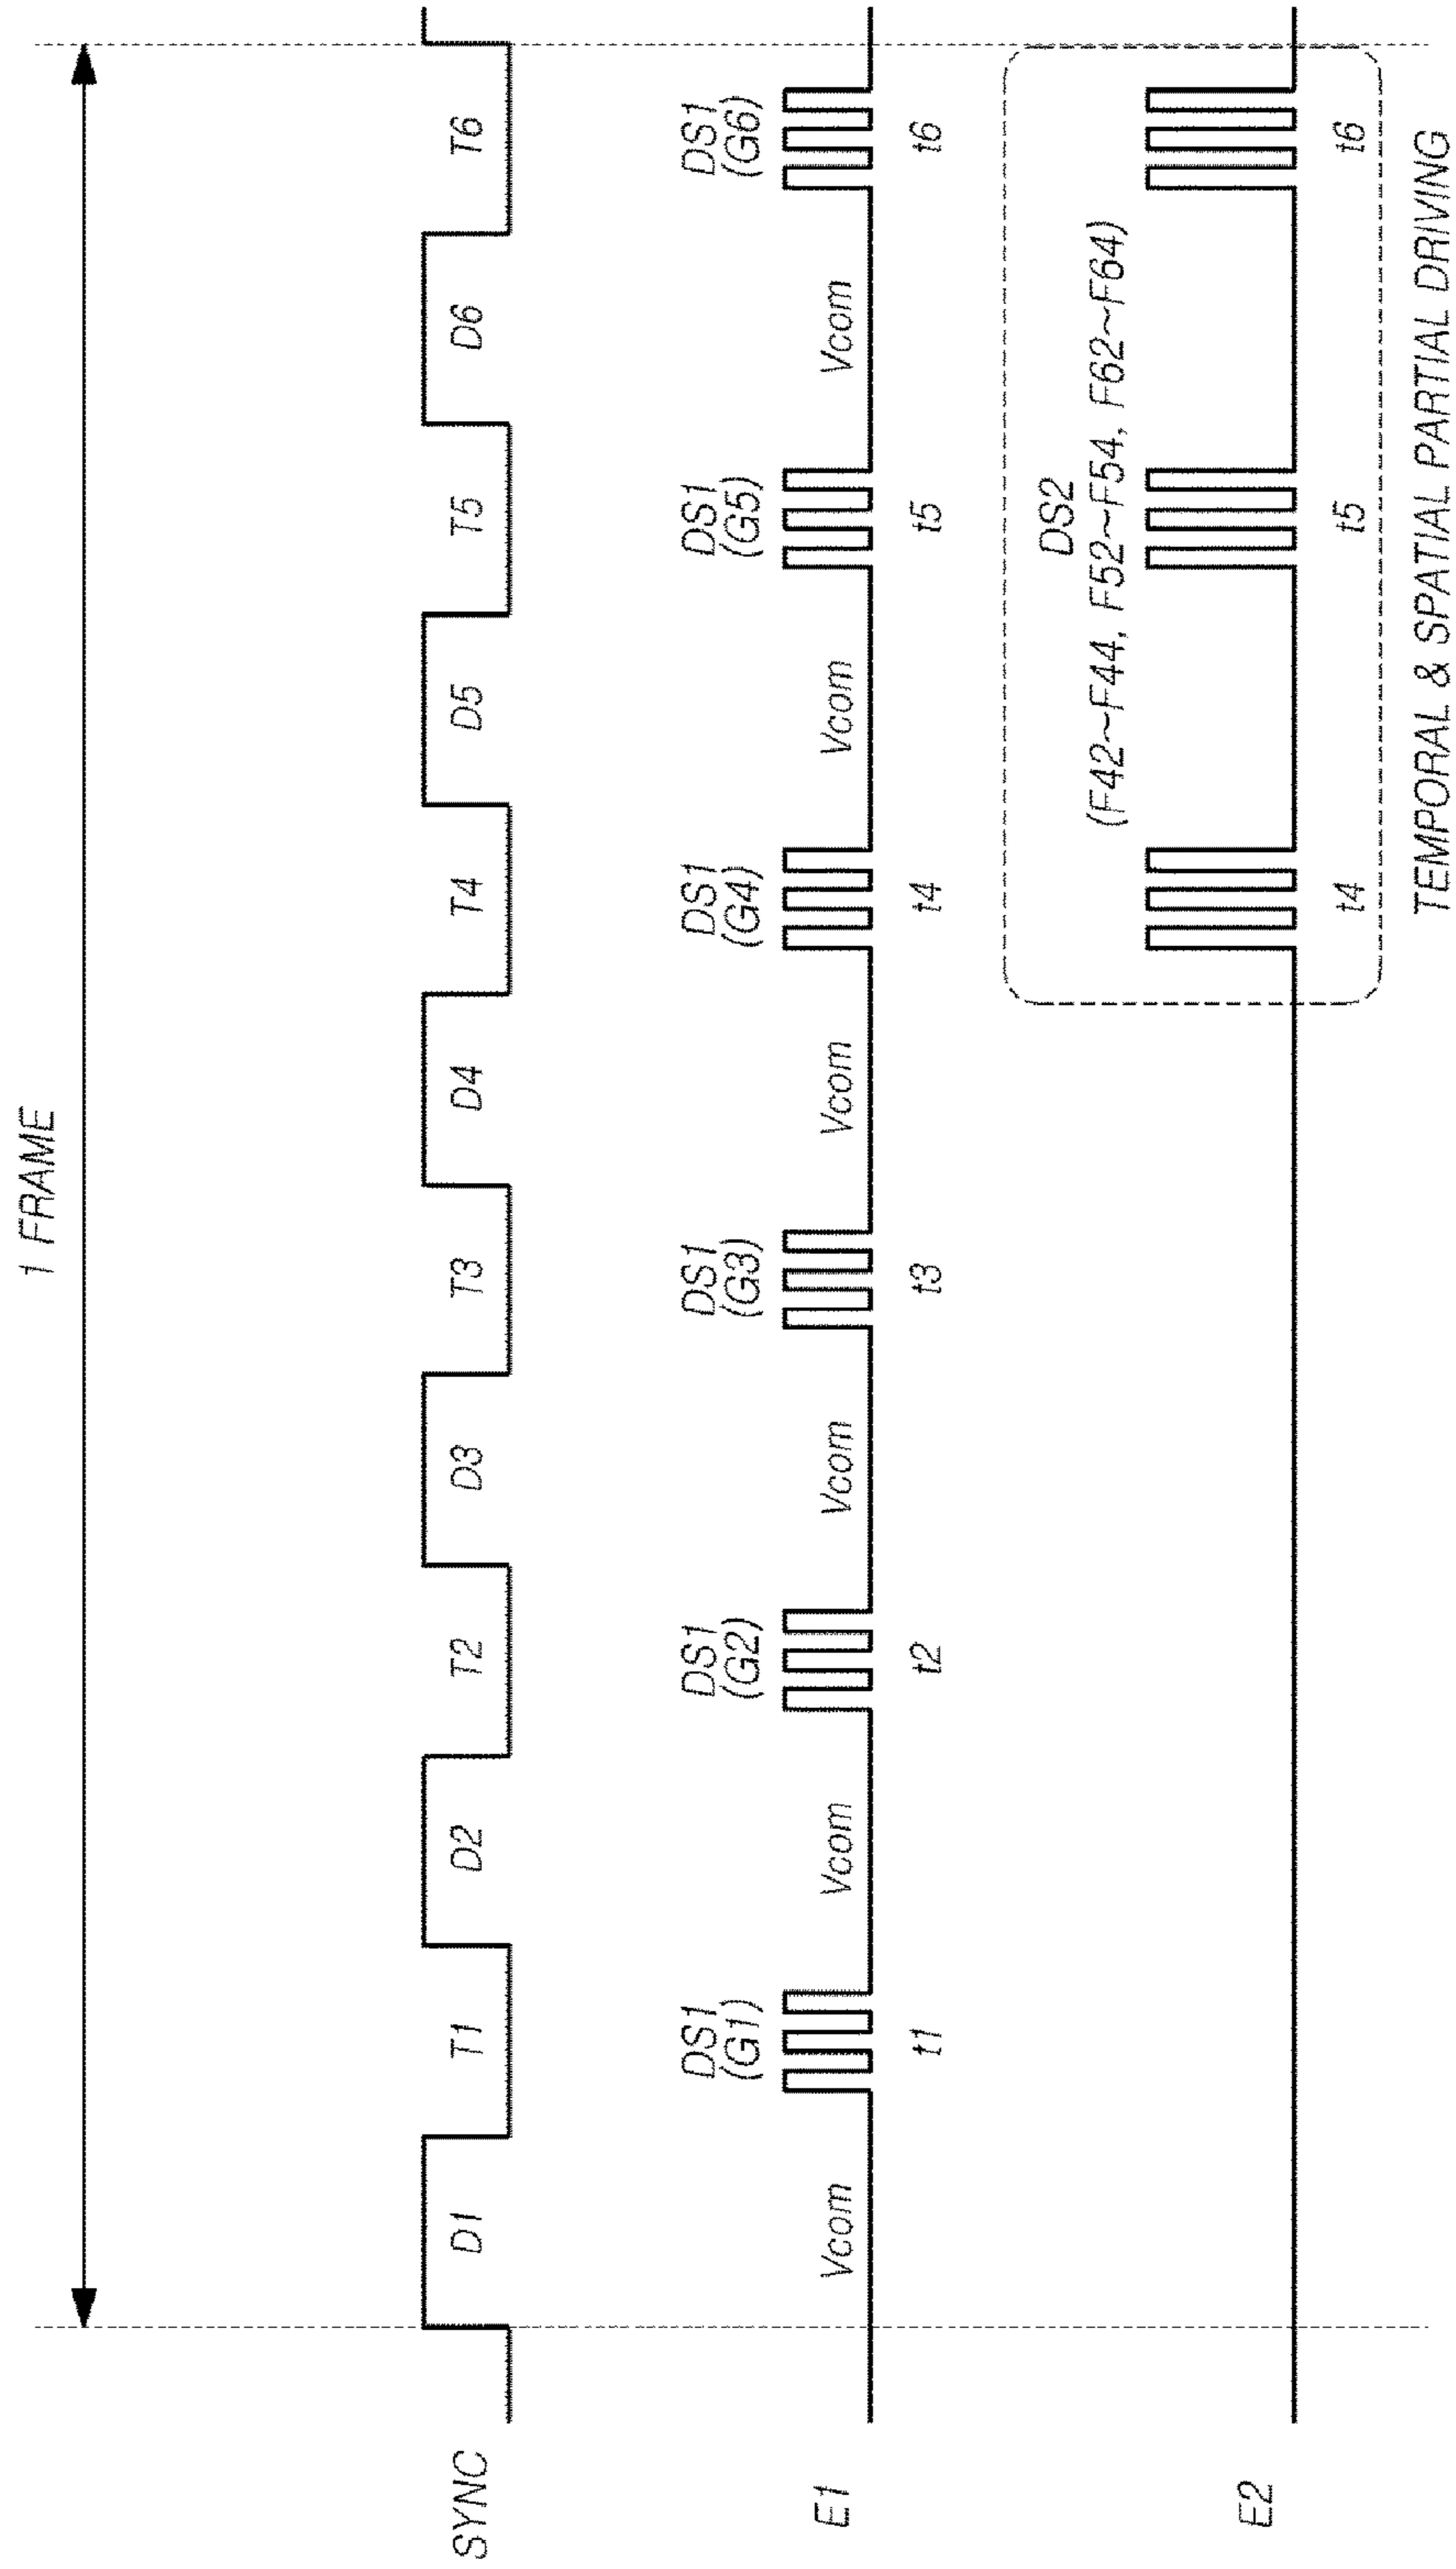 1 FRAME
SYNC
D1 T1 D2 T2 D3 T3 D4 T4 D5 T5 D6 T6
DS1 DS1 DS1 DS1 DS1 DS1
(G1) (G2) (G3) (G4) (G5) (G6)
E1
Vcom Vcom Vcom Vcom Vcom Vcom
t1 t2 t3 t4 t5 t6
DS2
(F42~F44, F52~F54, F62~F64)
E2
t4 t5 t6
TEMPORAL & SPATIAL PARTIAL DRIVING